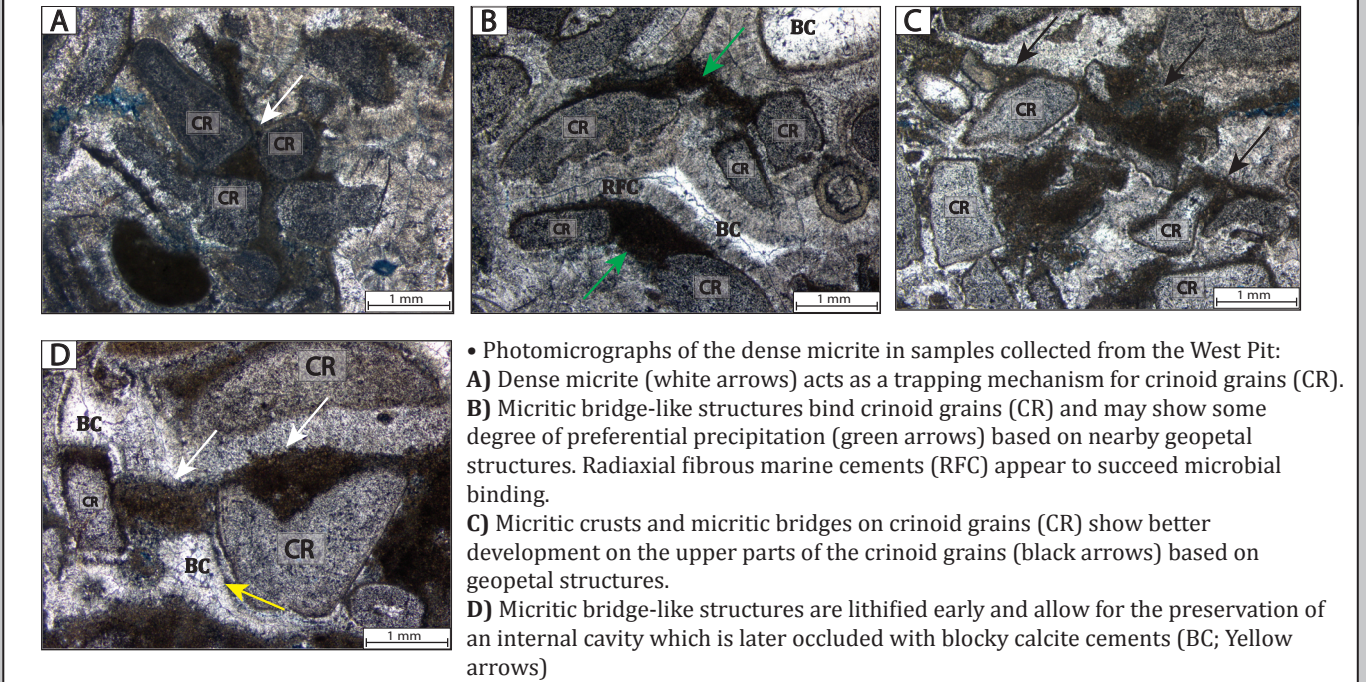 A
CR
CR
CR
1 mm
B
BC
CR
CR
CR
RFC
BC
CR
CR
1 mm
C
CR
CR
CR
CR
1 mm
D
CR
BC
CR
CR
BC
1 mm
• Photomicrographs of the dense micrite in samples collected from the West Pit:
A) Dense micrite (white arrows) acts as a trapping mechanism for crinoid grains (CR).
B) Micritic bridge-like structures bind crinoid grains (CR) and may show some
degree of preferential precipitation (green arrows) based on nearby geopetal
structures. Radiaxial fibrous marine cements (RFC) appear to succeed microbial
binding.
C) Micritic crusts and micritic bridges on crinoid grains (CR) show better
development on the upper parts of the crinoid grains (black arrows) based on
geopetal structures.
D) Micritic bridge-like structures are lithified early and allow for the preservation of
an internal cavity which is later occluded with blocky calcite cements (BC; Yellow
arrows)